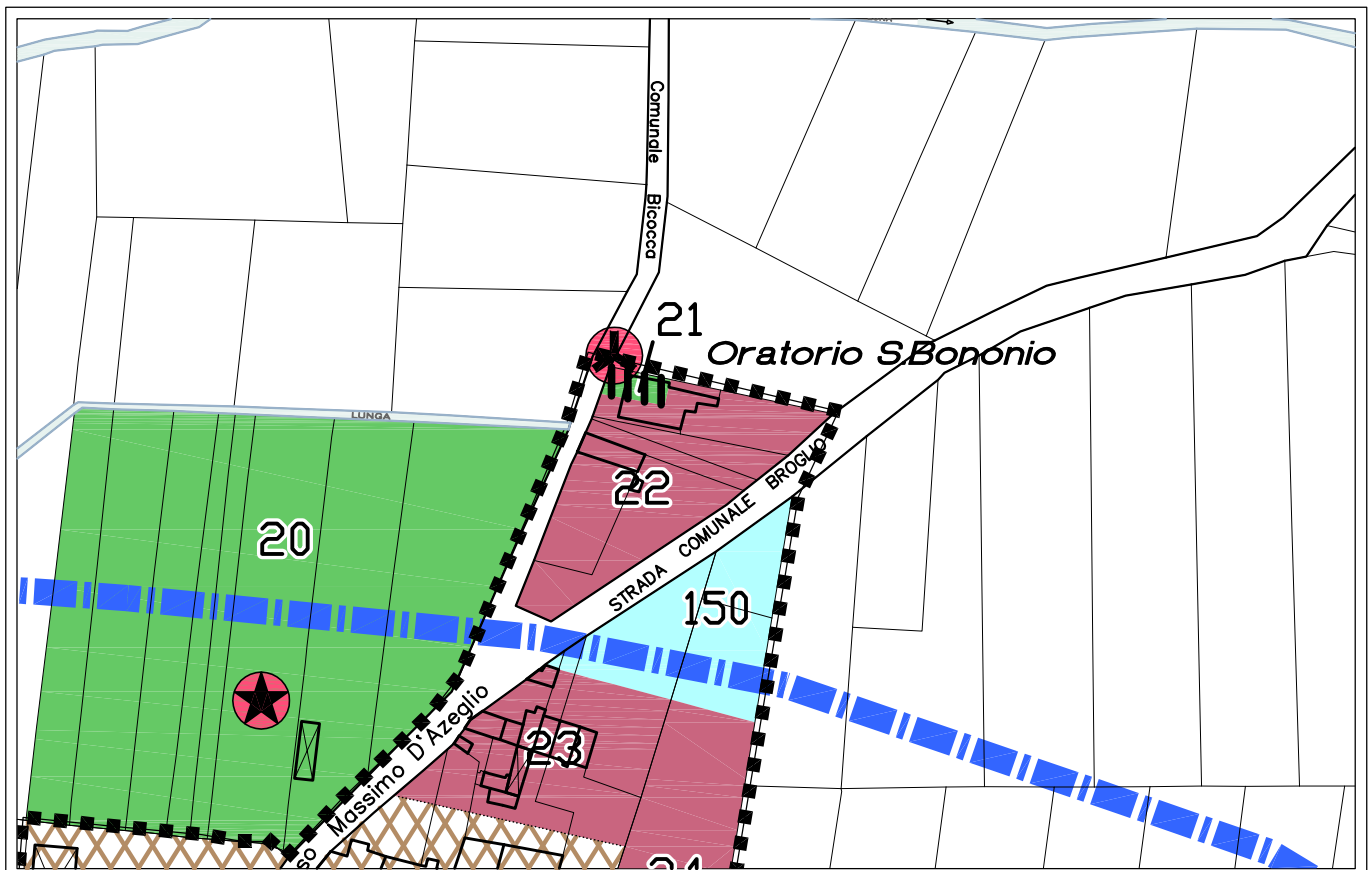 Comunale Bicocca
21
Oratorio S.Bononio
LUNGA
22
STRADA COMUNALE BROGLIO
20
150
Massimo D'Azeglio
23